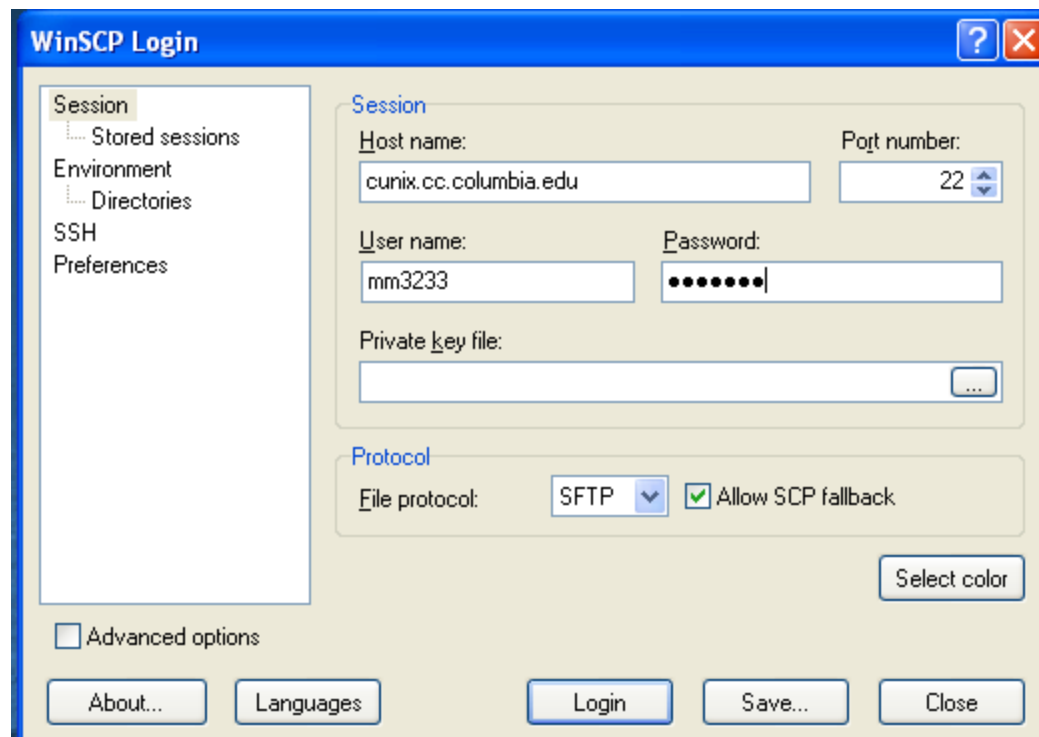 WinSCP Login
Session
Stored sessions
Environment
Directories
SSH
Preferences
Session
Host name: Port number:
cunix.cc.columbia.edu 22
User name: Password:
mm3233 •••••••
Private key file:
...
Protocol
File protocol: SFTP Allow SCP fallback
Select color
Advanced options
About... Languages Login Save... Close